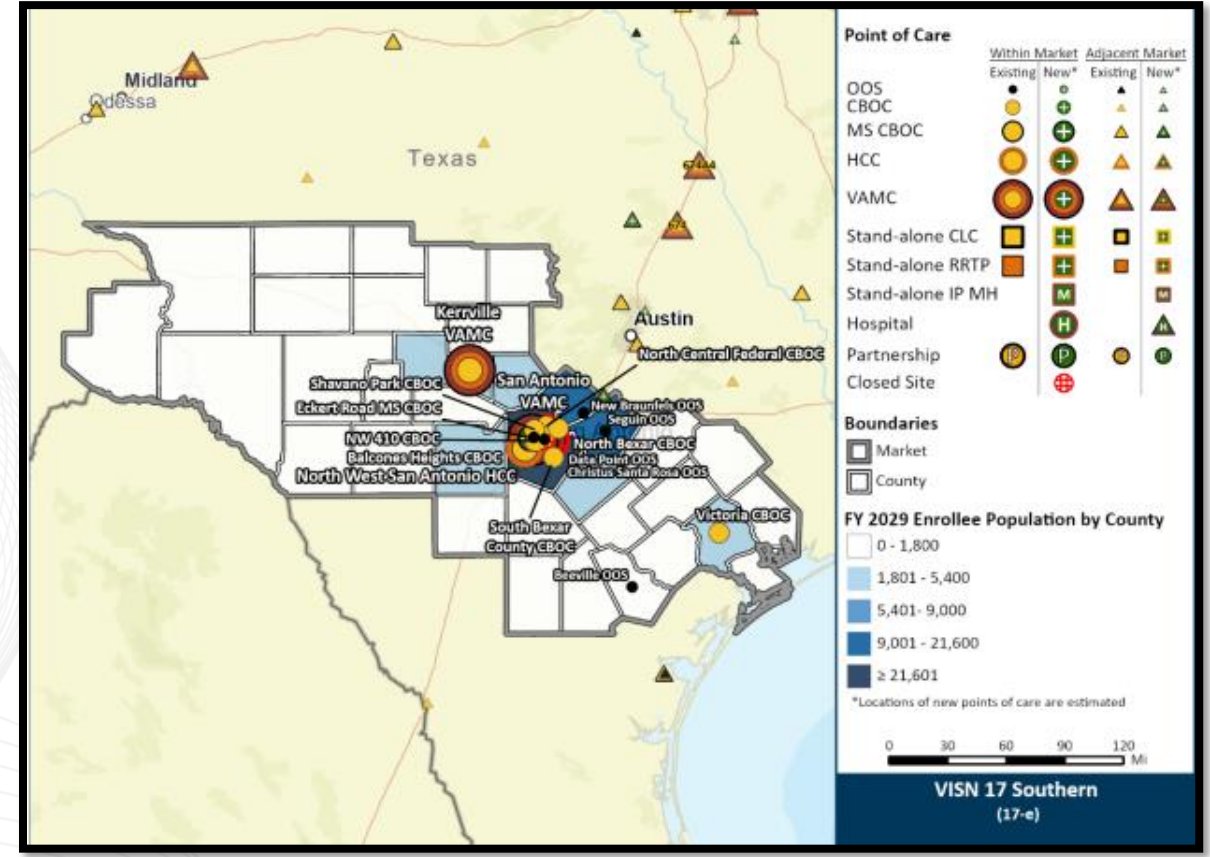 Midland
Odessa
Texas
674A4
674
Austin
Kerrville
VAMC
North Central Federal CBOC
San Antonio
VAMC
Shavano Park CBOC
Eckert Road MS CBOC
New Braunfels OOS
Seguin OOS
NW 410 CBOC
North Bexar CBOC
Balcones Heights CBOC
Data Point OOS
North West San Antonio HCC
Christus Santa Rosa OOS
South Bexar
County CBOC
Victoria CBOC
Beeville OOS
Point of Care
Within Market Adjacent Market
Existing New* Existing New*
OOS
CBOC
MS CBOC
HCC
VAMC
Stand-alone CLC
Stand-alone RRTP
Stand-alone IP MH M M
Hospital H H
Partnership P P P P
Closed Site
Boundaries
Market
County
FY 2029 Enrollee Population by County
0 - 1,800
1,801 - 5,400
5,401- 9,000
9,001 - 21,600
≥ 21,601
*Locations of new points of care are estimated
0 30 60 90 120
Mi
VISN 17 Southern
(17-e)